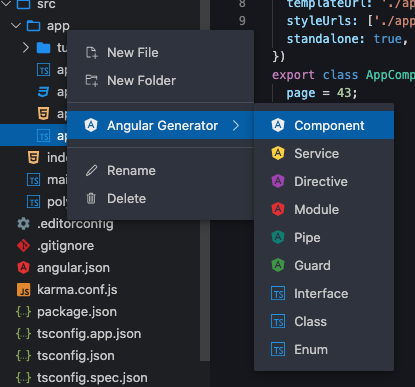 src
app
tu
New File
New Folder
Angular Generator
Rename
Delete
Component
Service
Directive
Module
Pipe
Guard
Interface
Class
Enum
ap
ap
ap
ap
inde
mai
pol
.editorconfig
.gitignore
angular.json
karma.conf.js
package.json
tsconfig.app.json
tsconfig.json
tsconfig.spec.json
8 templateUrl: './ap
9 styleUrls: ['./app
standalone: true,
})
export class AppComp
page = 43;